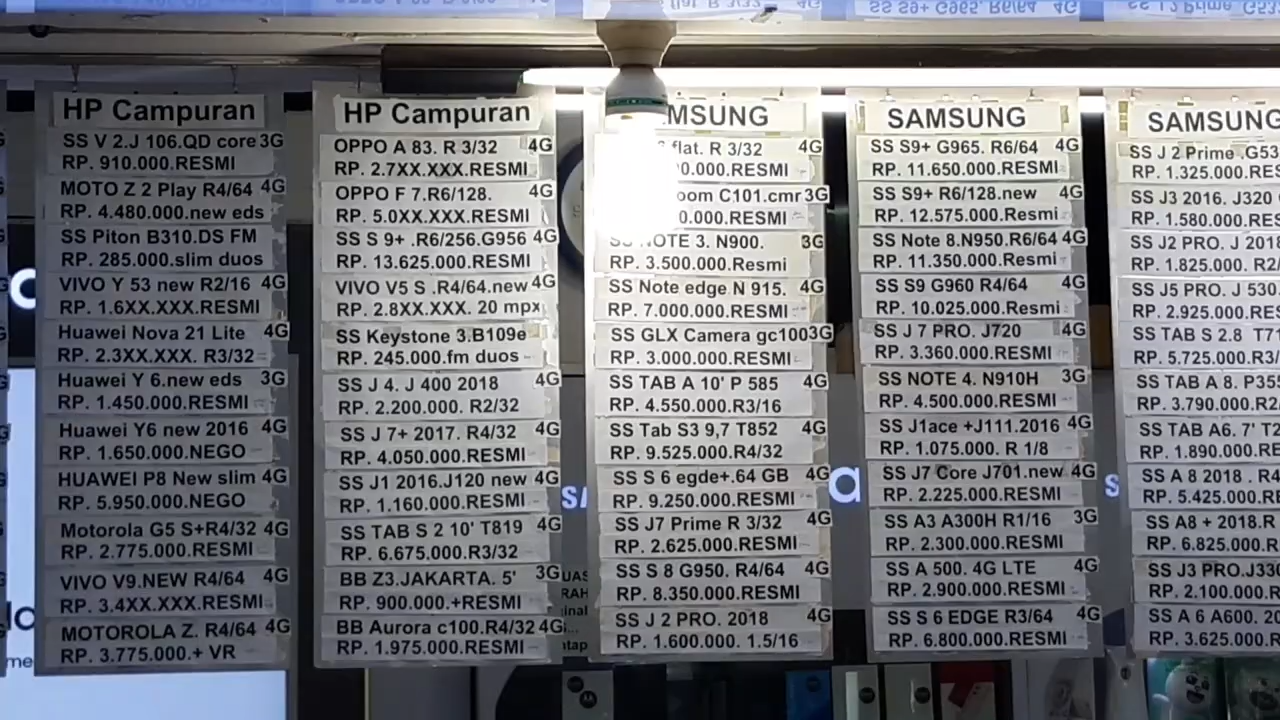 HP Campuran
SS V 2.J 106.QD core 3G
RP. 910.000.RESMI
MOTO Z 2 Play R4/64 4G
RP. 4.480.000.new eds
SS Piton B310.DS FM
RP. 285.000.slim duos
VIVO Y 53 new R2/16 4G
RP. 1.6XX.XXX.RESMI
Huawei Nova 21 Lite 4G
RP. 2.3XX.XXX. R3/32
Huawei Y 6.new eds 3G
RP. 1.450.000.RESMI
Huawei Y6 new 2016 4G
RP. 1.650.000.NEGO
HUAWEI P8 New slim 4G
RP. 5.950.000.NEGO
Motorola G5 S+R4/32 4G
RP. 2.775.000.RESMI
VIVO V9.NEW R4/64 4G
RP. 3.4XX.XXX.RESMI
MOTOROLA Z. R4/64 4G
RP. 3.775.000.+ VR
HP Campuran
OPPO A 83. R 3/32 4G
RP. 2.7XX.XXX.RESMI
OPPO F 7.R6/128. 4G
RP. 5.0XX.XXX.RESMI
SS S 9+ .R6/256.G956 4G
RP. 13.625.000.RESMI
VIVO V5 S .R4/64.new 4G
RP. 2.8XX.XXX. 20 mpx
SS Keystone 3.B109e
RP. 245.000.fm duos
SS J 4. J 400 2018 4G
RP. 2.200.000. R2/32
SS J 7+ 2017. R4/32 4G
RP. 4.050.000.RESMI
SS J1 2016.J120 new 4G
RP. 1.160.000.RESMI
SS TAB S 2 10' T819 4G
RP. 6.675.000.R3/32
BB Z3.JAKARTA. 5' 3G
RP. 900.000.+RESMI
BB Aurora c100.R4/32 4G
RP. 1.975.000.RESMI
MSUNG
flat. R 3/32 4G
0.000.RESMI
oom C101.cmr 3G
0.000.RESMI
SS NOTE 3. N900. 3G
RP. 3.500.000.Resmi
SS Note edge N 915. 4G
RP. 7.000.000.RESMI
SS GLX Camera gc100 3G
RP. 3.000.000.RESMI
SS TAB A 10' P 585 4G
RP. 4.550.000.R3/16
SS Tab S3 9,7 T852 4G
RP. 9.525.000.R4/32
SS S 6 egde+.64 GB 4G
RP. 9.250.000.RESMI
SS J7 Prime R 3/32 4G
RP. 2.625.000.RESMI
SS S 8 G950. R4/64 4G
RP. 8.350.000.RESMI
SS J 2 PRO. 2018 4G
RP. 1.600.000. 1.5/16
SAMSUNG
SS S9+ G965. R6/64 4G
RP. 11.650.000.RESMI
SS S9+ R6/128.new 4G
RP. 12.575.000.Resmi
SS Note 8.N950.R6/64 4G
RP. 11.350.000.Resmi
SS S9 G960 R4/64 4G
RP. 10.025.000.Resmi
SS J 7 PRO. J720 4G
RP. 3.360.000.RESMI
SS NOTE 4. N910H 3G
RP. 4.500.000.RESMI
SS J1ace +J111.2016 4G
RP. 1.075.000. R 1/8
SS J7 Core J701.new 4G
RP. 2.225.000.RESMI
SS A3 A300H R1/16 3G
RP. 2.300.000.RESMI
SS A 500. 4G LTE 4G
RP. 2.900.000.RESMI
SS S 6 EDGE R3/64 4G
RP. 6.800.000.RESMI
SAMSUNG
SS J 2 Prime .G53
RP. 1.325.000.RES
SS J3 2016. J320
RP. 1.580.000.RES
SS J2 PRO. J 2018
RP. 1.825.000. R2/
SS J5 PRO. J 530
RP. 2.925.000.RES
SS TAB S 2.8 T7
RP. 5.725.000.R3/
SS TAB A 8. P35
RP. 3.790.000.R2
SS TAB A6. 7' T2
RP. 1.890.000.RE
SS A 8 2018 . R4
RP. 5.425.000.RES
SS A8 + 2018.R
RP. 6.825.000.RE
SS J3 PRO.J330
RP. 2.100.000.R
SS A 6 A600. 20
RP. 3.625.000.R